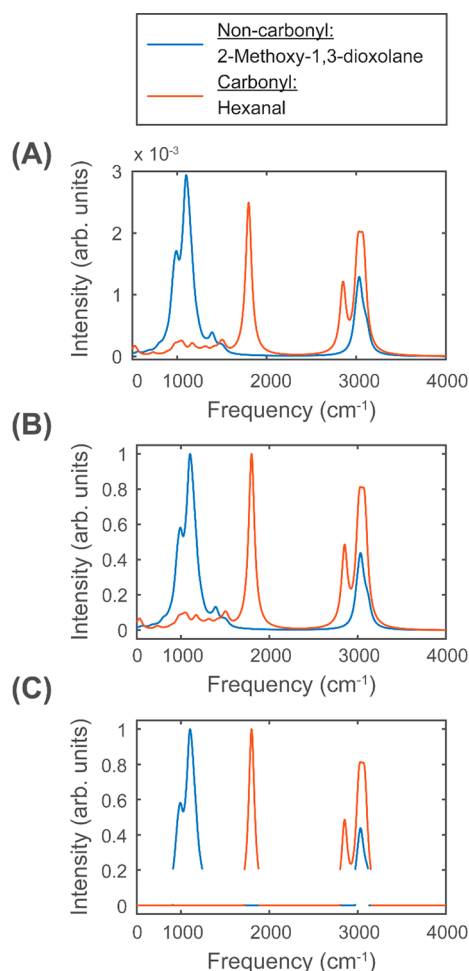 Non-carbonyl:
2-Methoxy-1,3-dioxolane
Carbonyl:
Hexanal
(A)
x 10⁻³
3
2
1
0
Intensity (arb. units)
0 1000 2000 3000 4000
Frequency (cm⁻¹)
(B)
1
0.8
0.6
0.4
0.2
0
Intensity (arb. units)
0 1000 2000 3000 4000
Frequency (cm⁻¹)
(C)
1
0.8
0.6
0.4
0.2
0
Intensity (arb. units)
0 1000 2000 3000 4000
Frequency (cm⁻¹)